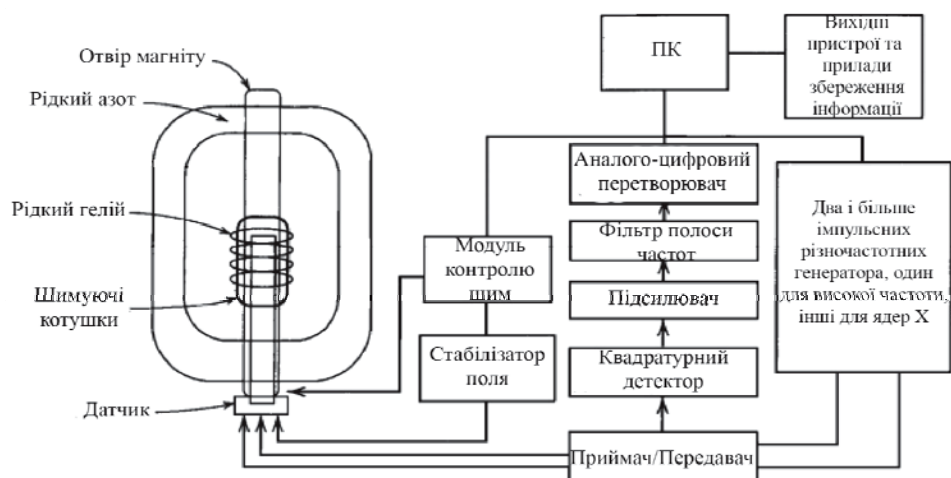 Отвір магніту
Рідкий азот
Рідкий гелій
Шимуючі
котушки
Датчик
ПК
Вихідні
пристрої та
прилади
збереження
інформації
Аналого-цифровий
перетворювач
Фільтр полоси
частот
Підсилювач
Квадратурний
детектор
Приймач/Передавач
Модуль
контролю
шим
Стабілізатор
поля
Два і більше
імпульсних
різночастотних
генератора, один
для високої частоти,
інші для ядер X